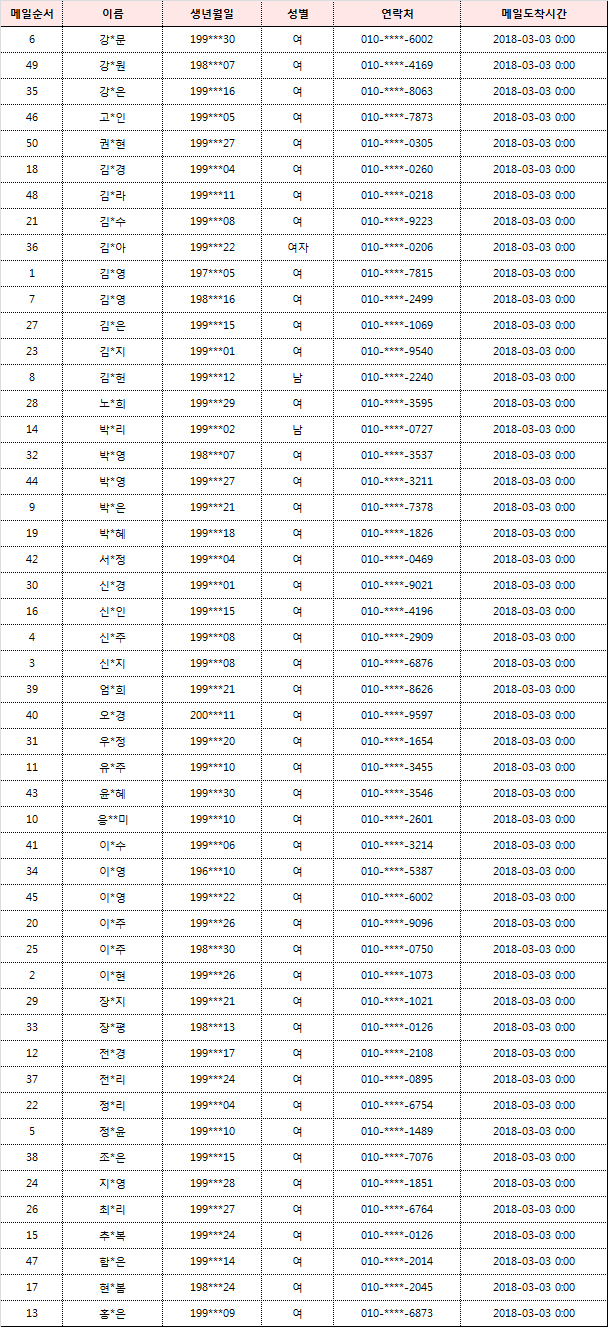 메일순서 이름 생년월일 성별 연락처 메일도착시간
6 강*문 199***30 여 010-****-6002 2018-03-03 0:00
49 강*원 198***07 여 010-****-4169 2018-03-03 0:00
35 강*은 199***16 여 010-****-8063 2018-03-03 0:00
46 고*인 199***05 여 010-****-7873 2018-03-03 0:00
50 권*현 199***27 여 010-****-0305 2018-03-03 0:00
18 김*경 199***04 여 010-****-0260 2018-03-03 0:00
48 김*라 199***11 여 010-****-0218 2018-03-03 0:00
21 김*수 199***08 여 010-****-9223 2018-03-03 0:00
36 김*아 199***22 여자 010-****-0206 2018-03-03 0:00
1 김*영 197***05 여 010-****-7815 2018-03-03 0:00
7 김*영 198***16 여 010-****-2499 2018-03-03 0:00
27 김*은 199***15 여 010-****-1069 2018-03-03 0:00
23 김*지 199***01 여 010-****-9540 2018-03-03 0:00
8 김*헌 199***12 남 010-****-2240 2018-03-03 0:00
28 노*희 199***29 여 010-****-3595 2018-03-03 0:00
14 박*리 199***02 남 010-****-0727 2018-03-03 0:00
32 박*영 198***07 여 010-****-3537 2018-03-03 0:00
44 박*영 199***27 여 010-****-3211 2018-03-03 0:00
9 박*은 199***21 여 010-****-7378 2018-03-03 0:00
19 박*혜 199***18 여 010-****-1826 2018-03-03 0:00
42 서*정 199***04 여 010-****-0469 2018-03-03 0:00
30 신*경 199***01 여 010-****-9021 2018-03-03 0:00
16 신*인 199***15 여 010-****-4196 2018-03-03 0:00
4 신*주 199***08 여 010-****-2909 2018-03-03 0:00
3 신*지 199***08 여 010-****-6876 2018-03-03 0:00
39 엄*희 199***21 여 010-****-8626 2018-03-03 0:00
40 오*경 200***11 여 010-****-9597 2018-03-03 0:00
31 우*정 199***20 여 010-****-1654 2018-03-03 0:00
11 유*주 199***10 여 010-****-3455 2018-03-03 0:00
43 윤*혜 199***30 여 010-****-3546 2018-03-03 0:00
10 응**미 199***10 여 010-****-2601 2018-03-03 0:00
41 이*수 199***06 여 010-****-3214 2018-03-03 0:00
34 이*영 196***10 여 010-****-5387 2018-03-03 0:00
45 이*영 199***22 여 010-****-6002 2018-03-03 0:00
20 이*주 199***26 여 010-****-9096 2018-03-03 0:00
25 이*주 198***30 여 010-****-0750 2018-03-03 0:00
2 이*현 199***26 여 010-****-1073 2018-03-03 0:00
29 장*지 199***21 여 010-****-1021 2018-03-03 0:00
33 장*평 198***13 여 010-****-0126 2018-03-03 0:00
12 전*경 199***17 여 010-****-2108 2018-03-03 0:00
37 전*리 199***24 여 010-****-0895 2018-03-03 0:00
22 정*리 199***04 여 010-****-6754 2018-03-03 0:00
5 정*윤 199***10 여 010-****-1489 2018-03-03 0:00
38 조*은 199***15 여 010-****-7076 2018-03-03 0:00
24 지*영 199***28 여 010-****-1851 2018-03-03 0:00
26 최*리 199***27 여 010-****-6764 2018-03-03 0:00
15 추*복 199***24 여 010-****-0126 2018-03-03 0:00
47 함*은 199***14 여 010-****-2014 2018-03-03 0:00
17 현*봄 198***24 여 010-****-2045 2018-03-03 0:00
13 홍*은 199***09 여 010-****-6873 2018-03-03 0:00